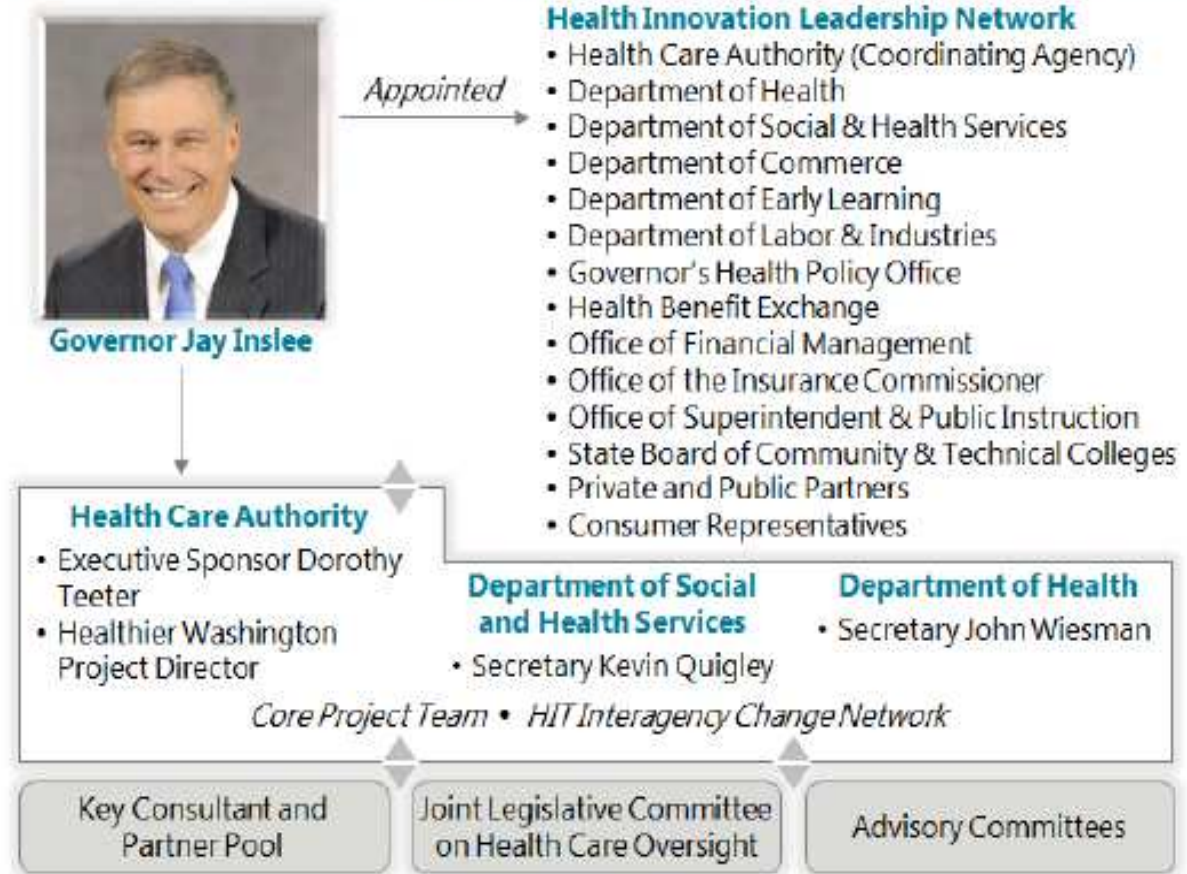 Health Innovation Leadership Network
• Health Care Authority (Coordinating Agency)
• Department of Health
• Department of Social & Health Services
• Department of Commerce
• Department of Early Learning
• Department of Labor & Industries
• Governor's Health Policy Office
• Health Benefit Exchange
• Office of Financial Management
• Office of the Insurance Commissioner
• Office of Superintendent & Public Instruction
• State Board of Community & Technical Colleges
• Private and Public Partners
• Consumer Representatives
Appointed
Governor Jay Inslee
Health Care Authority
• Executive Sponsor Dorothy
Teeter
• Healthier Washington
Project Director
Department of Social
and Health Services
• Secretary Kevin Quigley
Department of Health
• Secretary John Wiesman
Core Project Team • HIT Interagency Change Network
Key Consultant and
Partner Pool
Joint Legislative Committee
on Health Care Oversight
Advisory Committees